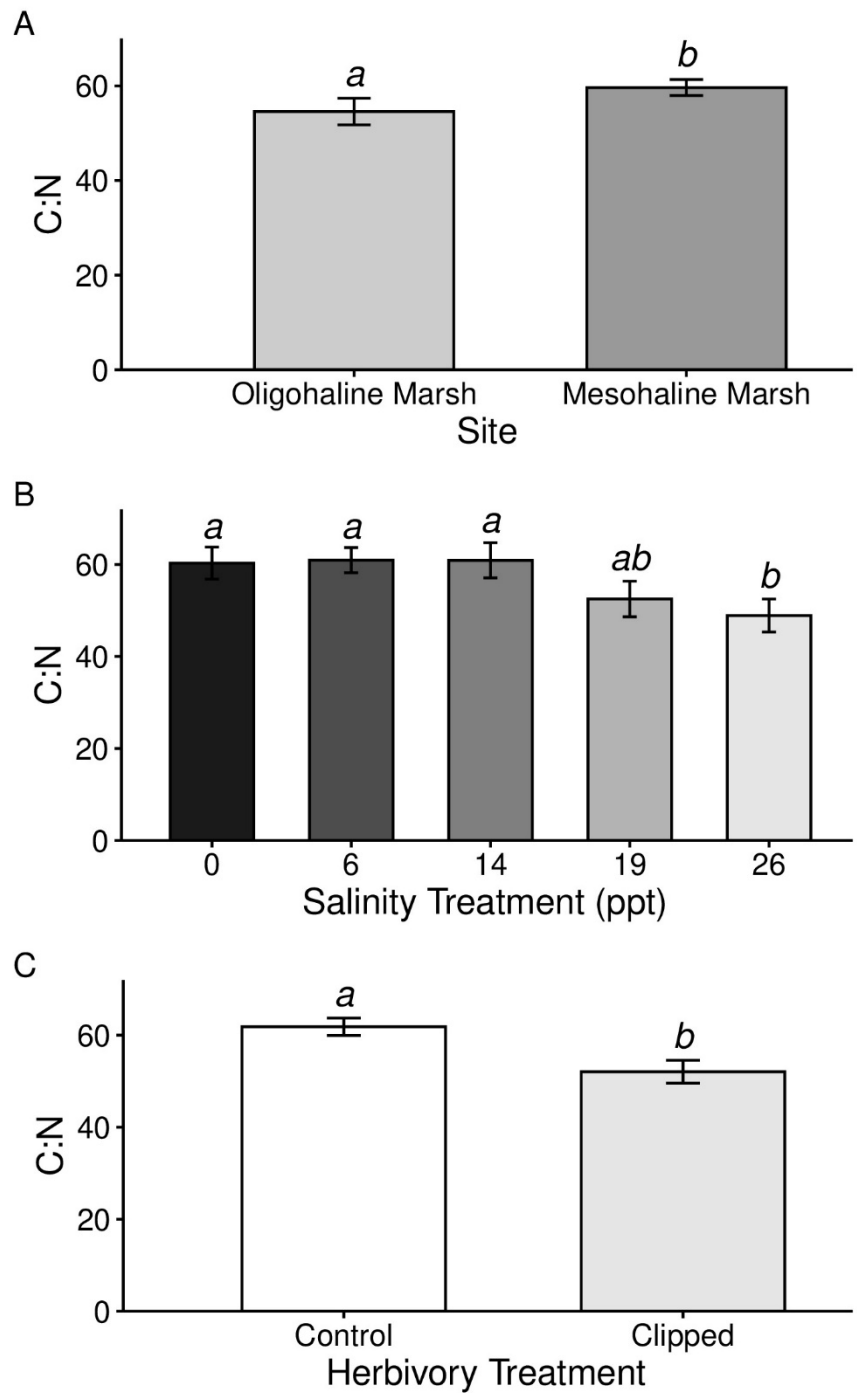 A
a
b
60
40
20
0
C:N
Oligohaline Marsh
Mesohaline Marsh
Site
B
a
a
a
ab
b
60
40
20
0
C:N
0
6
14
19
26
Salinity Treatment (ppt)
C
a
b
60
40
20
0
C:N
Control
Clipped
Herbivory Treatment